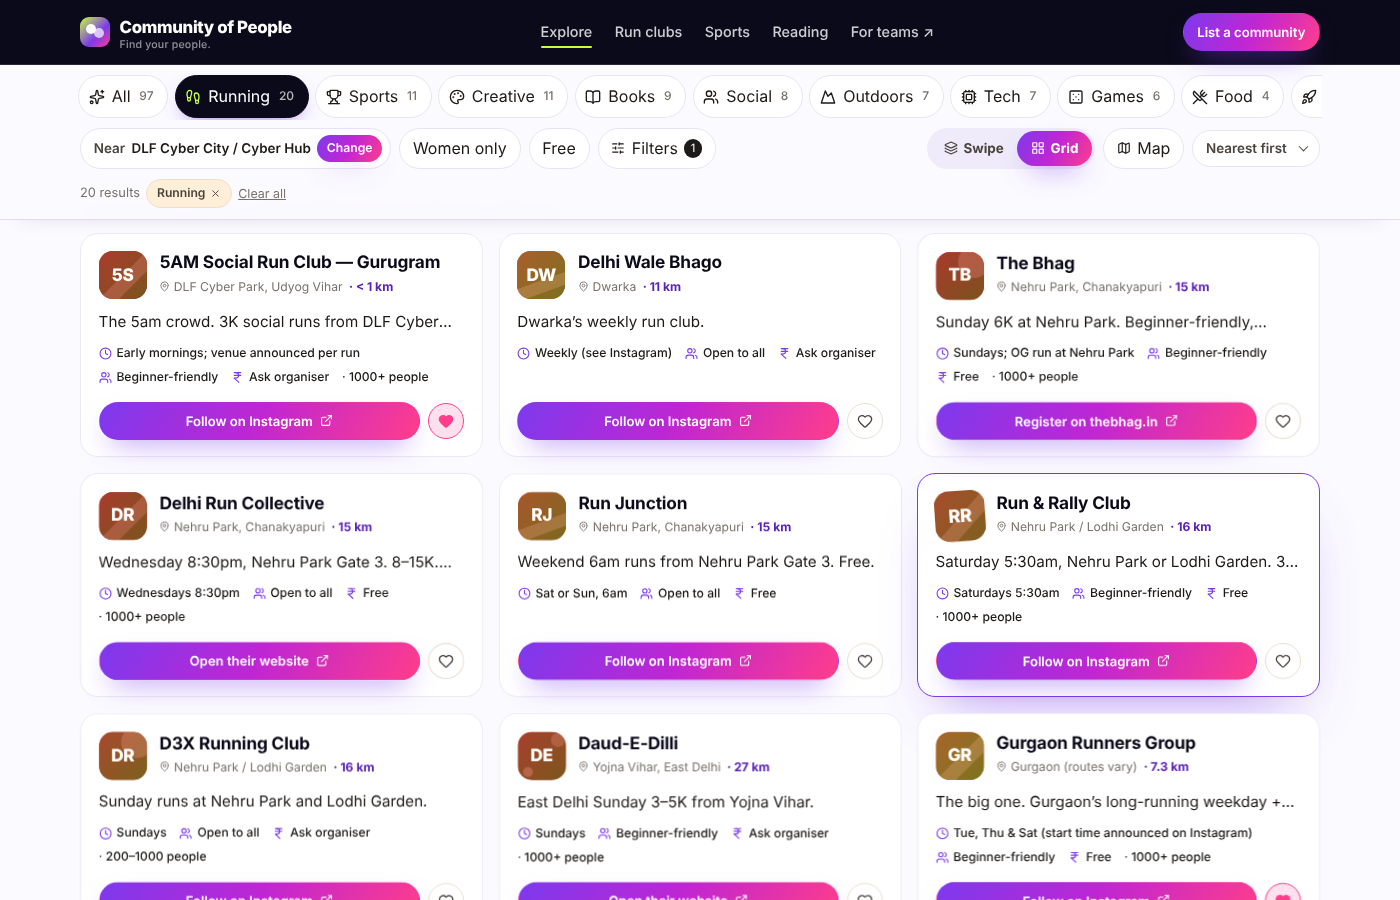 Community of People
Find your people.
Explore
Run clubs
Sports
Reading
For teams ↗
List a community
All 97
Running 20
Sports 11
Creative 11
Books 9
Social 8
Outdoors 7
Tech 7
Games 6
Food 4
Near DLF Cyber City / Cyber Hub Change
Women only
Free
Filters 1
Swipe
Grid
Map
Nearest first
20 results Running × Clear all
5S
5AM Social Run Club — Gurugram
DLF Cyber Park, Udyog Vihar · < 1 km
The 5am crowd. 3K social runs from DLF Cyber…
Early mornings; venue announced per run
Beginner-friendly ₹ Ask organiser · 1000+ people
Follow on Instagram
DW
Delhi Wale Bhago
Dwarka · 11 km
Dwarka’s weekly run club.
Weekly (see Instagram) Open to all ₹ Ask organiser
Follow on Instagram
TB
The Bhag
Nehru Park, Chanakyapuri · 15 km
Sunday 6K at Nehru Park. Beginner-friendly,…
Sundays; OG run at Nehru Park Beginner-friendly
₹ Free · 1000+ people
Register on thebhag.in
DR
Delhi Run Collective
Nehru Park, Chanakyapuri · 15 km
Wednesday 8:30pm, Nehru Park Gate 3. 8–15K.…
Wednesdays 8:30pm Open to all ₹ Free
· 1000+ people
Open their website
RJ
Run Junction
Nehru Park, Chanakyapuri · 15 km
Weekend 6am runs from Nehru Park Gate 3. Free.
Sat or Sun, 6am Open to all ₹ Free
Follow on Instagram
RR
Run & Rally Club
Nehru Park / Lodhi Garden · 16 km
Saturday 5:30am, Nehru Park or Lodhi Garden. 3…
Saturdays 5:30am Beginner-friendly ₹ Free
· 1000+ people
Follow on Instagram
DR
D3X Running Club
Nehru Park / Lodhi Garden · 16 km
Sunday runs at Nehru Park and Lodhi Garden.
Sundays Open to all ₹ Ask organiser
· 200–1000 people
Follow on Instagram
DE
Daud-E-Dilli
Yojna Vihar, East Delhi · 27 km
East Delhi Sunday 3–5K from Yojna Vihar.
Sundays Beginner-friendly ₹ Ask organiser
· 1000+ people
Open their website
GR
Gurgaon Runners Group
Gurgaon (routes vary) · 7.3 km
The big one. Gurgaon’s long-running weekday +…
Tue, Thu & Sat (start time announced on Instagram)
Beginner-friendly ₹ Free · 1000+ people
Follow on Instagram